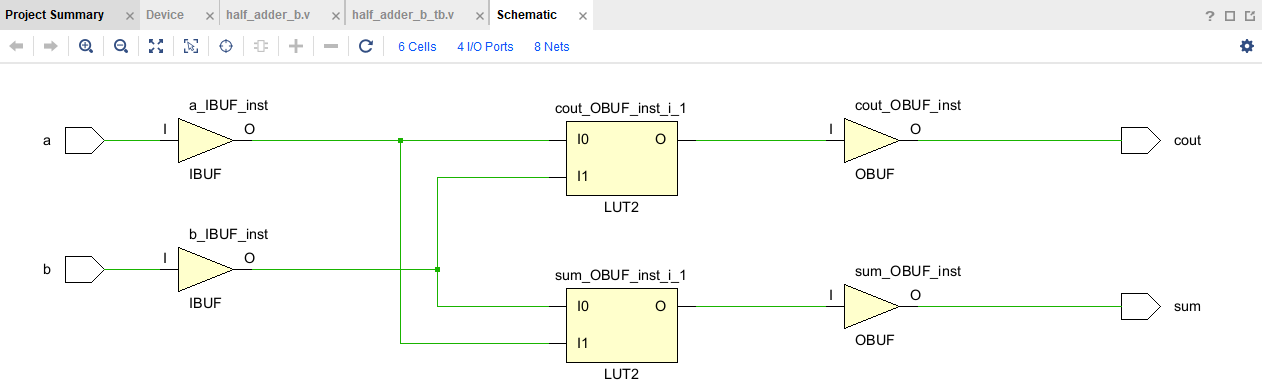 Project Summary
Device
half_adder_b.v
half_adder_b_tb.v
Schematic
6 Cells
4 I/O Ports
8 Nets
a
I
a_IBUF_inst
O
IBUF
cout_OBUF_inst_i_1
I0
O
I1
LUT2
cout_OBUF_inst
I
O
OBUF
cout
b
I
b_IBUF_inst
O
IBUF
sum_OBUF_inst_i_1
I0
O
I1
LUT2
sum_OBUF_inst
I
O
OBUF
sum